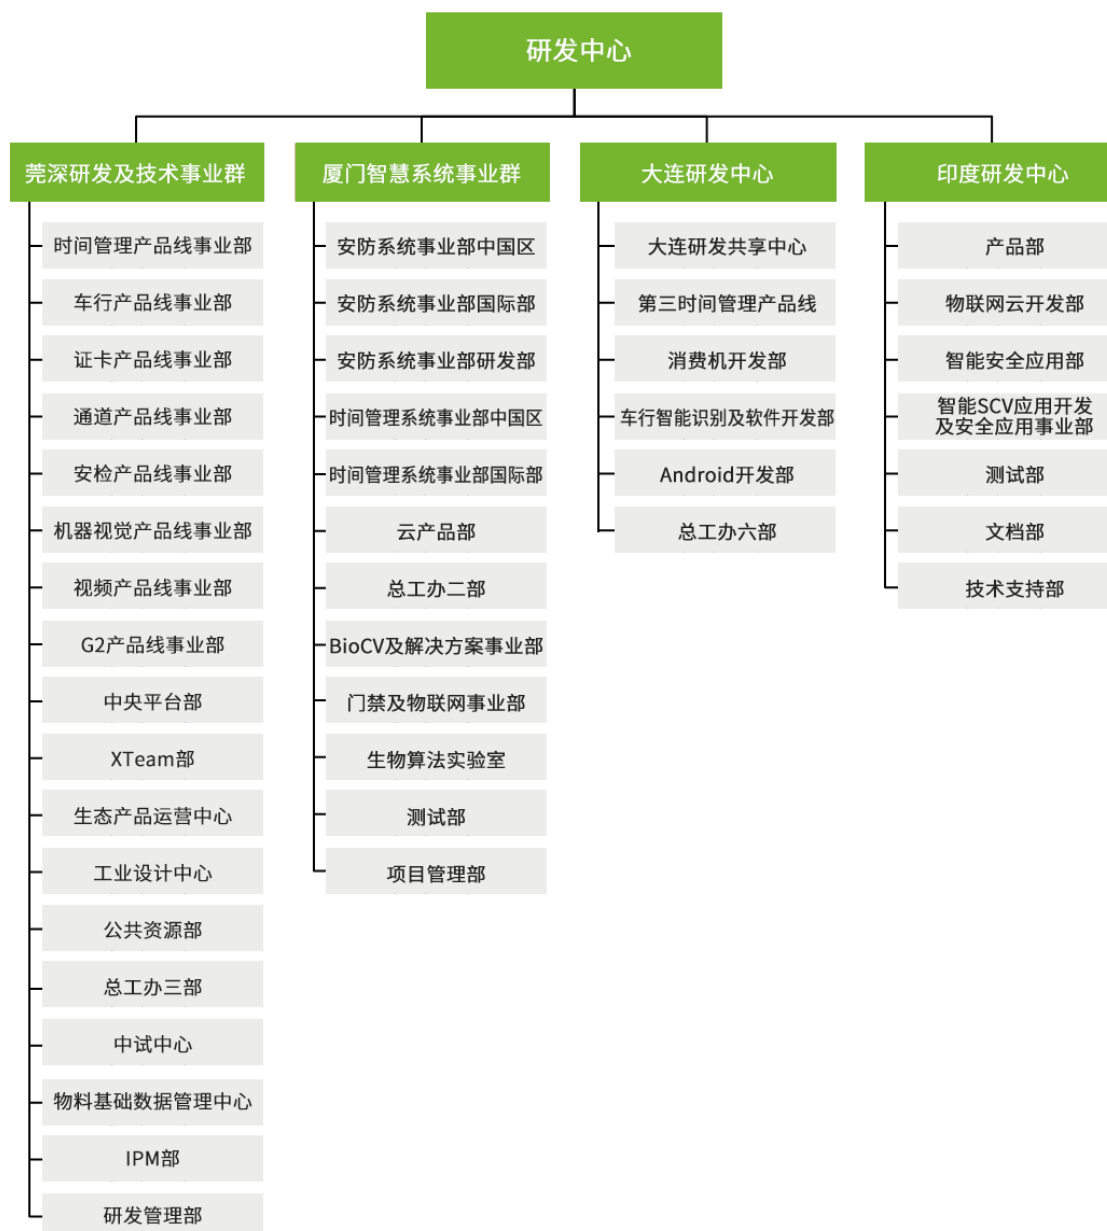 研发中心
莞深研发及技术事业群
时间管理产品线事业部
车行产品线事业部
证卡产品线事业部
通道产品线事业部
安检产品线事业部
机器视觉产品线事业部
视频产品线事业部
G2产品线事业部
中央平台部
XTeam部
生态产品运营中心
工业设计中心
公共资源部
总工办三部
中试中心
物料基础数据管理中心
IPM部
研发管理部
厦门智慧系统事业群
安防系统事业部中国区
安防系统事业部国际部
安防系统事业部研发部
时间管理系统事业部中国区
时间管理系统事业部国际部
云产品部
总工办二部
BioCV及解决方案事业部
门禁及物联网事业部
生物算法实验室
测试部
项目管理部
大连研发中心
大连研发共享中心
第三时间管理产品线
消费机开发部
车行智能识别及软件开发部
Android开发部
总工办六部
印度研发中心
产品部
物联网云开发部
智能安全应用部
智能SCV应用开发
及安全应用事业部
测试部
文档部
技术支持部